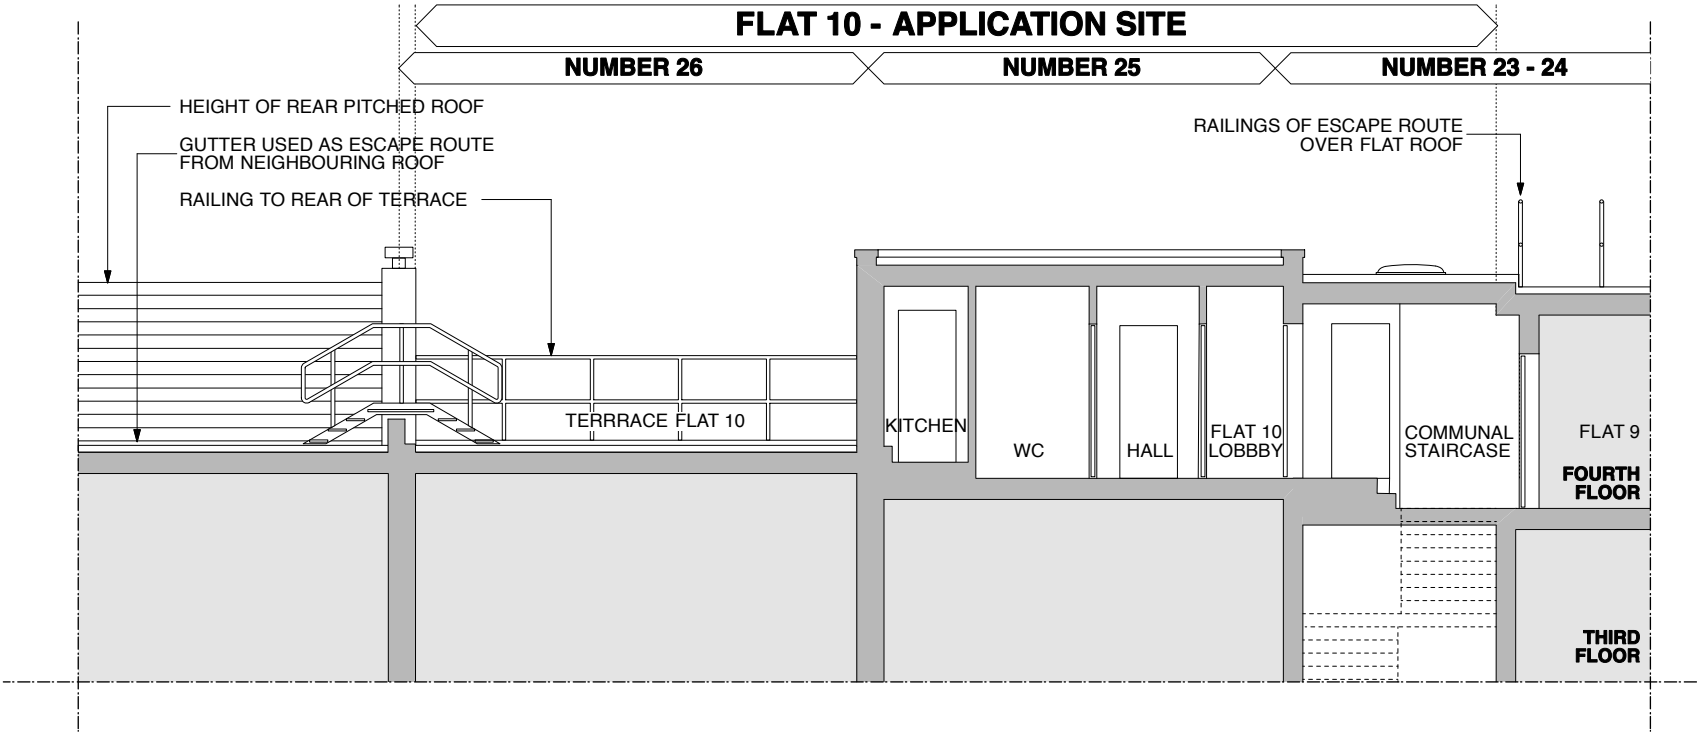 FLAT 10 - APPLICATION SITE
NUMBER 26
NUMBER 25
NUMBER 23 - 24
HEIGHT OF REAR PITCHED ROOF
GUTTER USED AS ESCAPE ROUTE
FROM NEIGHBOURING ROOF
RAILING TO REAR OF TERRACE
RAILINGS OF ESCAPE ROUTE
OVER FLAT ROOF
TERRRACE FLAT 10
KITCHEN
WC
HALL
FLAT 10
LOBBBY
COMMUNAL
STAIRCASE
FLAT 9
FOURTH
FLOOR
THIRD
FLOOR